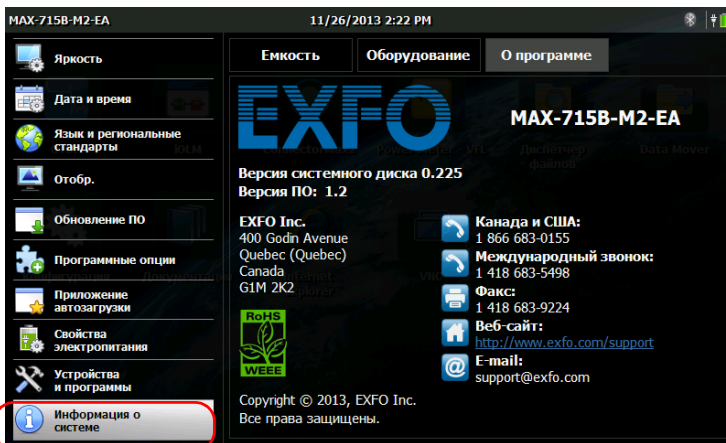 MAX-715B-M2-EA
11/26/2013 2:22 PM
Яркость
Дата и время
Язык и региональные
стандарты
Отобр.
Обновление ПО
Программные опции
Приложение
автозагрузки
Свойства
электропитания
Устройства
и программы
Информация о
системе
Емкость
Оборудование
О программе
EXFO
MAX-715B-M2-EA
Версия системного диска 0.225
Версия ПО: 1.2
EXFO Inc.
400 Godin Avenue
Quebec (Quebec)
Canada
G1M 2K2
RoHS
WEEE
Канада и США:
1 866 683-0155
Международный звонок:
1 418 683-5498
Факс:
1 418 683-9224
Веб-сайт:
http://www.exfo.com/support
E-mail:
support@exfo.com
Copyright © 2013, EXFO Inc.
Все права защищены.